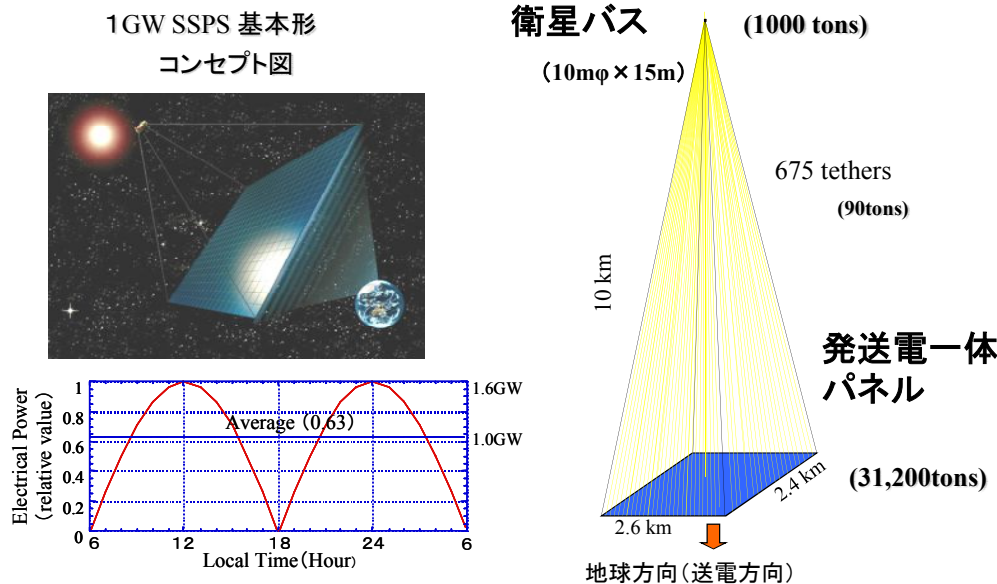 1GW SSPS 基本形
コンセプト図
衛星バス
(1000 tons)
(10mφ×15m)
675 tethers
(90tons)
10 km
発送電一体
パネル
(31,200tons)
2.4 km
2.6 km
地球方向(送電方向)
Electrical Power
(relative value)
1
0.8
0.6
0.4
0.2
0
Average (0.63)
1.6GW
1.0GW
6
12
18
24
6
Local Time(Hour)